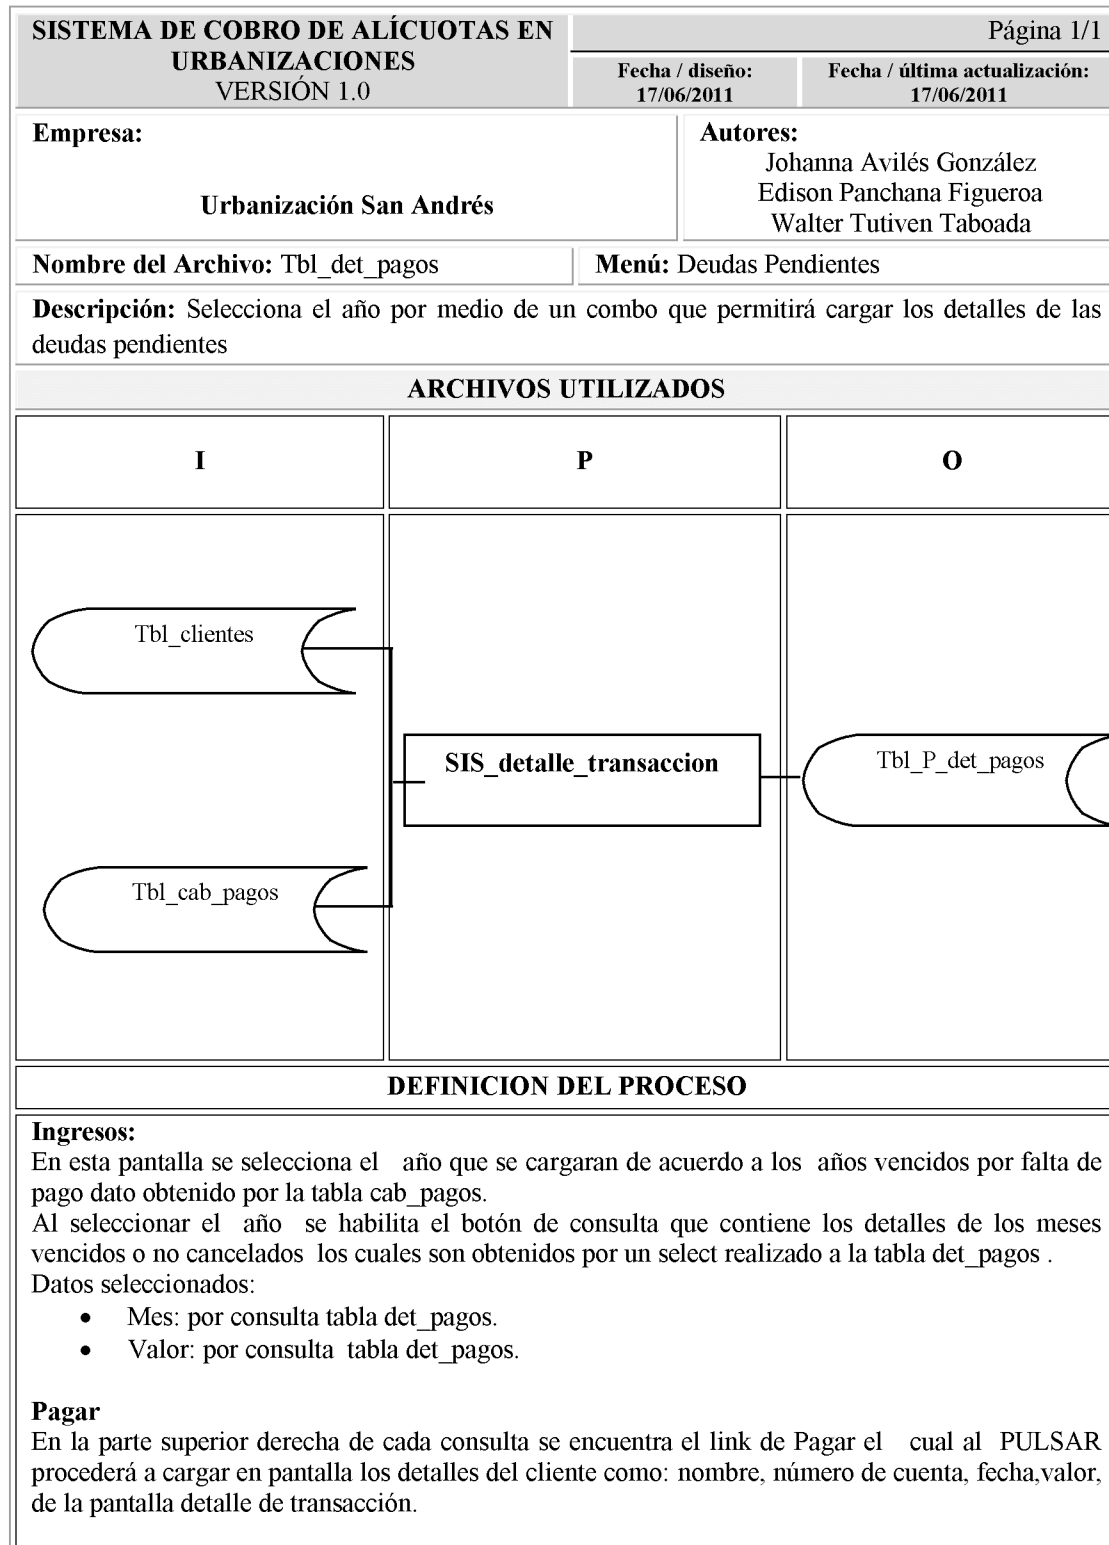 SISTEMA DE COBRO DE ALÍCUOTAS EN
URBANIZACIONES
VERSIÓN 1.0
Página 1/1
Fecha / diseño:
17/06/2011
Fecha / última actualización:
17/06/2011
Empresa:
Urbanización San Andrés
Autores:
Johanna Avilés González
Edison Panchana Figueroa
Walter Tutiven Taboada
Nombre del Archivo: Tbl_det_pagos
Menú: Deudas Pendientes
Descripción: Selecciona el año por medio de un combo que permitirá cargar los detalles de las
deudas pendientes
ARCHIVOS UTILIZADOS
I
P
O
Tbl_clientes
SIS_detalle_transaccion
Tbl_P_det_pagos
Tbl_cab_pagos
DEFINICION DEL PROCESO
Ingresos:
En esta pantalla se selecciona el año que se cargaran de acuerdo a los años vencidos por falta de
pago dato obtenido por la tabla cab_pagos.
Al seleccionar el año se habilita el botón de consulta que contiene los detalles de los meses
vencidos o no cancelados los cuales son obtenidos por un select realizado a la tabla det_pagos .
Datos seleccionados:
• Mes: por consulta tabla det_pagos.
• Valor: por consulta tabla det_pagos.
Pagar
En la parte superior derecha de cada consulta se encuentra el link de Pagar el cual al PULSAR
procederá a cargar en pantalla los detalles del cliente como: nombre, número de cuenta, fecha,valor,
de la pantalla detalle de transacción.